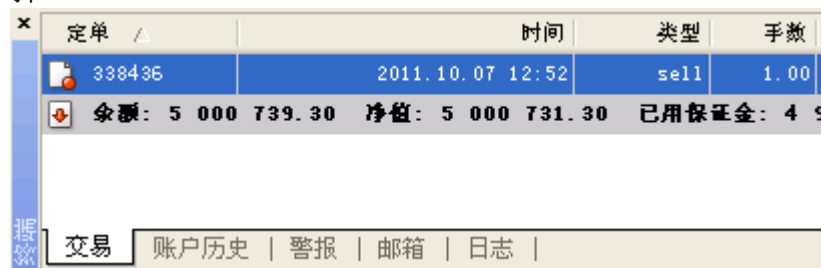 定单 时间 类型 手数
338436 2011.10.07 12:52 sell 1.00
余额: 5 000 739.30 净值: 5 000 731.30 已用保证金: 4
交易 账户历史 | 警报 | 邮箱 | 日志 |